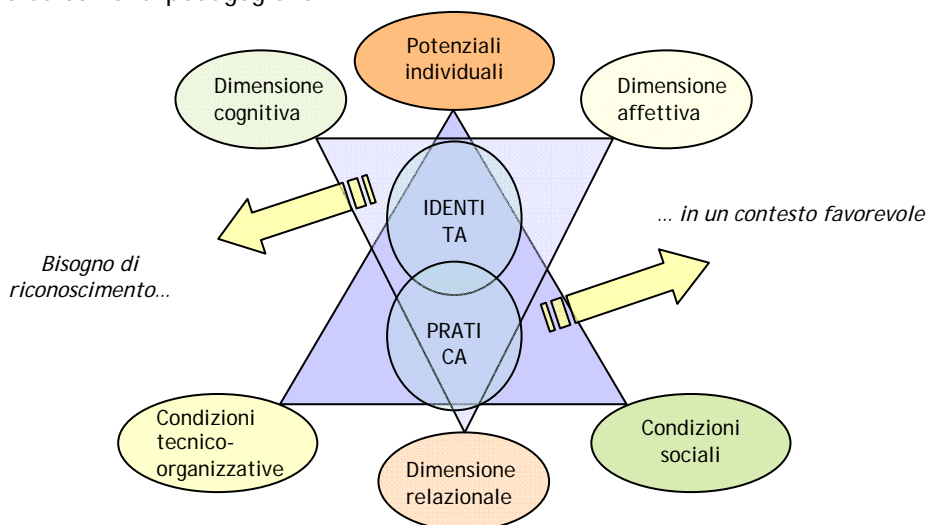 Potenziali
individuali
Dimensione
cognitiva
Dimensione
affettiva
IDENTI
TA
... in un contesto favorevole
Bisogno di
riconoscimento...
PRATI
CA
Condizioni
tecnico-
organizzative
Dimensione
relazionale
Condizioni
sociali